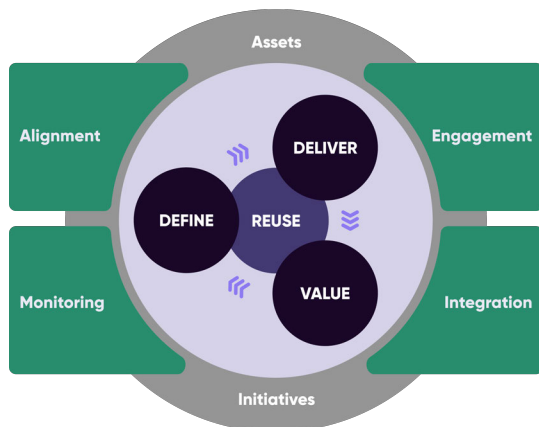 Assets
Alignment
Engagement
DELIVER
DEFINE
REUSE
VALUE
Monitoring
Integration
Initiatives